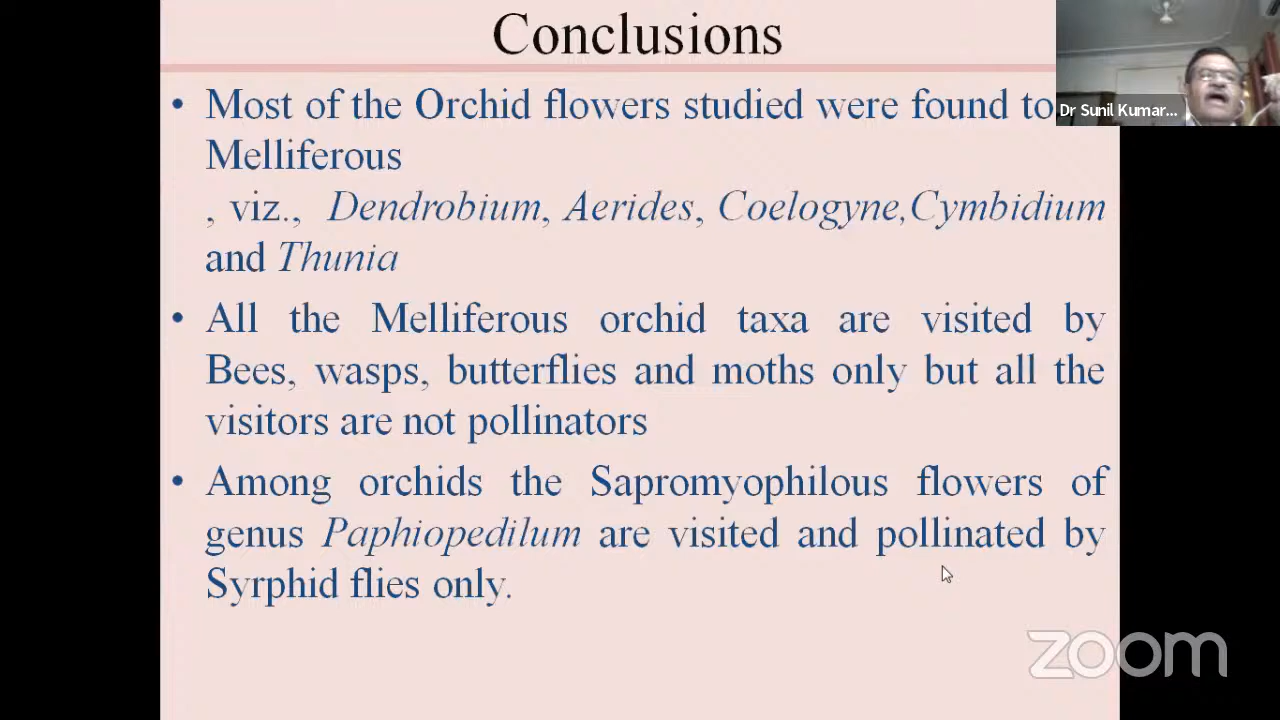 Conclusions
Dr Sunil Kumar...
• Most of the Orchid flowers studied were found to
Melliferous
, viz., Dendrobium, Aerides, Coelogyne,Cymbidium
and Thunia
• All the Melliferous orchid taxa are visited by
Bees, wasps, butterflies and moths only but all the
visitors are not pollinators
• Among orchids the Sapromyophilous flowers of
genus Paphiopedilum are visited and pollinated by
Syrphid flies only.
zoom